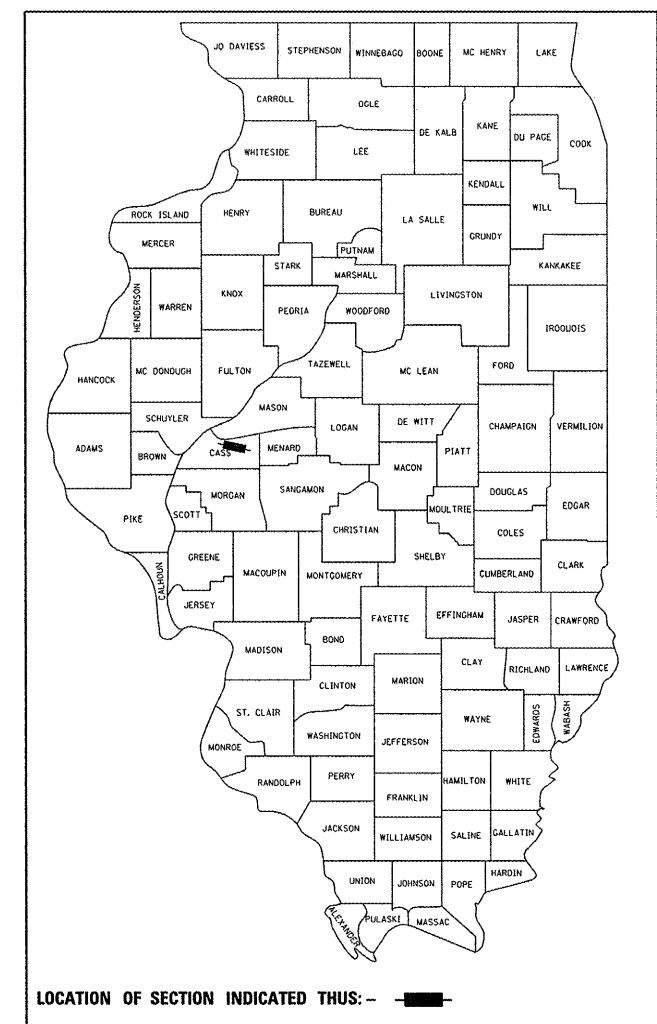 JO DAVIESS STEPHENSON WINNEBAGO BOONE MC HENRY LAKE
CARROLL OGLE DE KALB KANE DU PAGE COOK
WHITESIDE LEE
KENDALL
ROCK ISLAND HENRY BUREAU LA SALLE GRUNDY WILL
MERCER PUTNAM
STARK MARSHALL KANKAKEE
HENDERSON WARREN KNOX PEORIA WOODFORD LIVINGSTON IROQUOIS
HANCOCK MC DONOUGH FULTON TAZEWELL MC LEAN FORD
MASON
SCHUYLER LOGAN DE WITT CHAMPAIGN VERMILION
ADAMS BROWN CASS MENARD MACON PIATT
PIKE SCOTT MORGAN SANGAMON MOULTRIE DOUGLAS EDGAR
CHRISTIAN COLES
CALHOUN GREENE MACOUPIN MONTGOMERY SHELBY CUMBERLAND CLARK
JERSEY
FAYETTE EFFINGHAM JASPER CRAWFORD
MADISON BOND
CLAY RICHLAND LAWRENCE
CLINTON MARION
ST. CLAIR WAYNE EDWARDS WABASH
MONROE WASHINGTON JEFFERSON
RANDOLPH PERRY HAMILTON WHITE
FRANKLIN
JACKSON WILLIAMSON SALINE GALLATIN
UNION JOHNSON POPE HARDIN
ALEXANDER PULASKI MASSAC
LOCATION OF SECTION INDICATED THUS: –